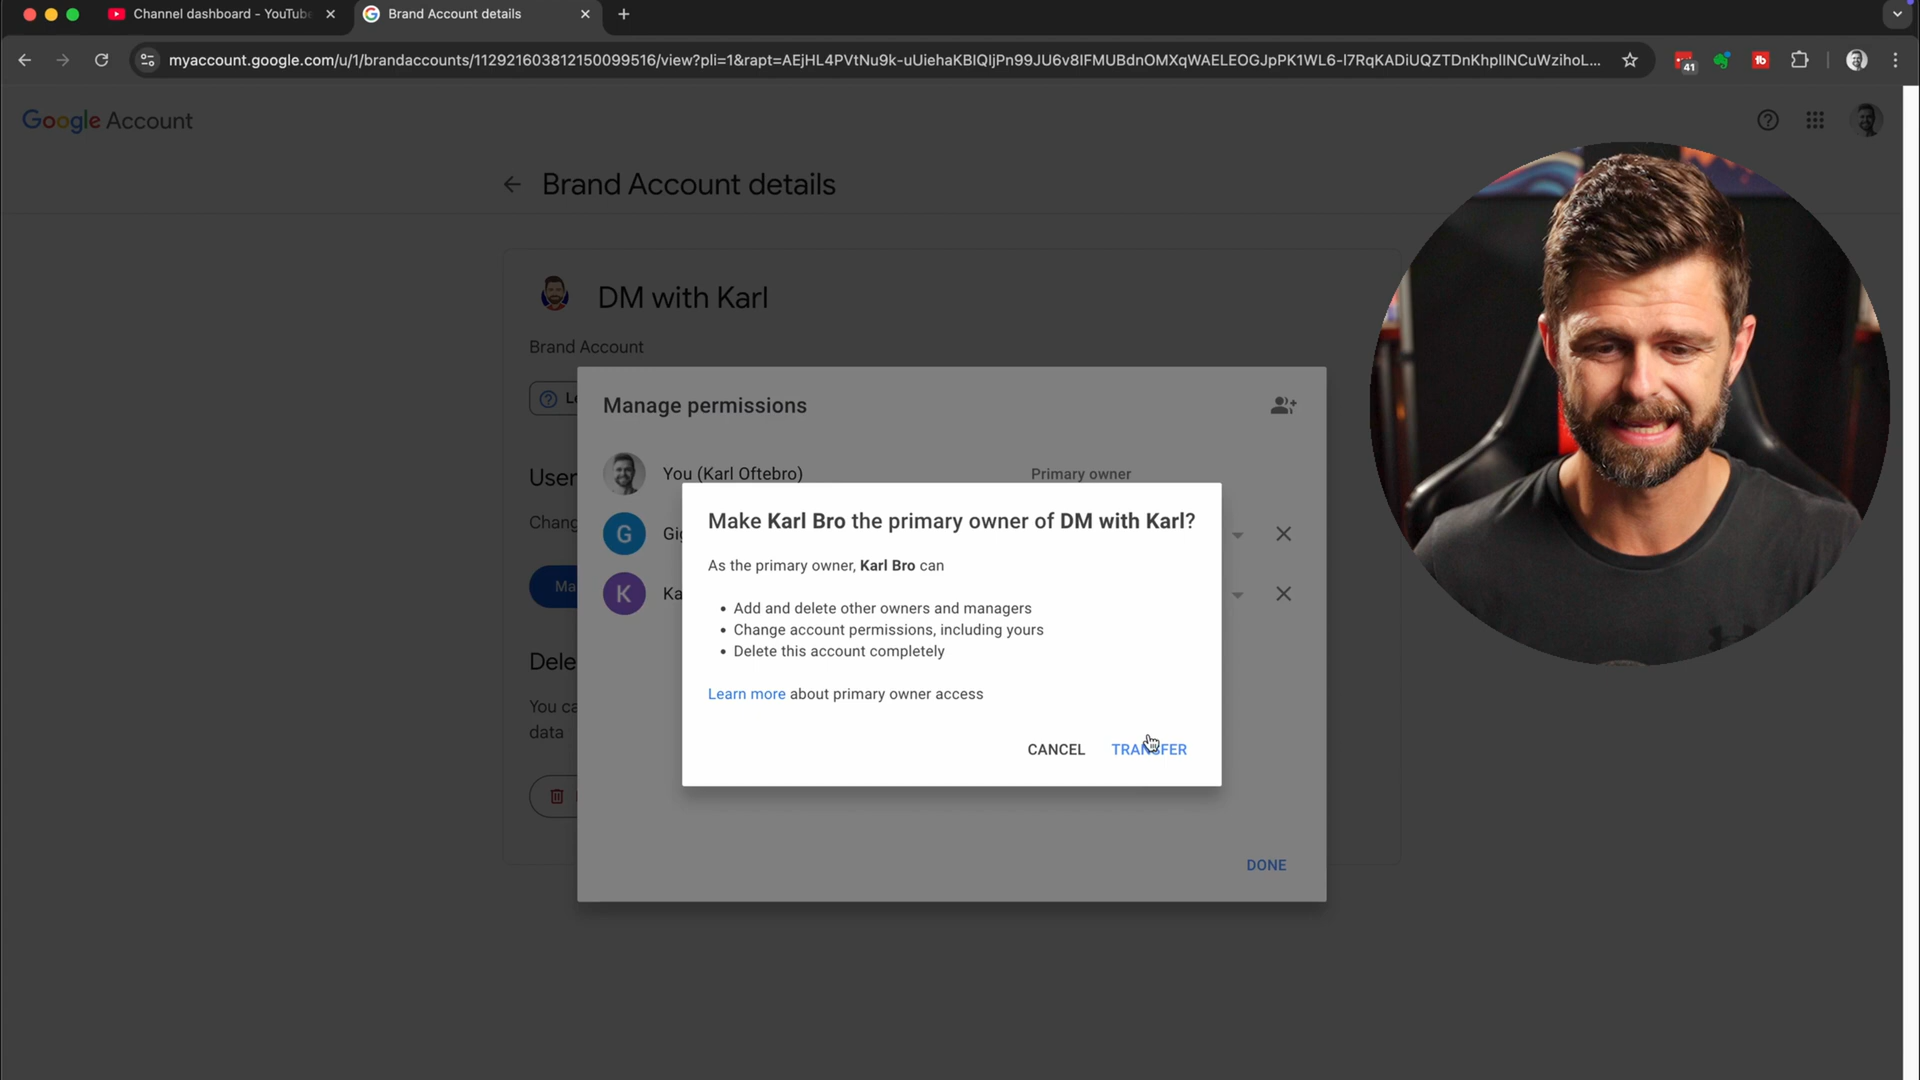 Channel dashboard - YouTube
Brand Account details
myaccount.google.com/u/1/brandaccounts/112921603812150099516/view?pli=1&rapt=AEjHL4PVtNu9k-uUiehaKBIQIjPn99JU6v8IFMUBdnOMXqWAELEOGJpPK1WL6-I7RqKADiUQZTDnKhpIINCuWzihoL...
41
Google Account
Brand Account details
DM with Karl
Brand Account
Manage permissions
You (Karl Oftebro)
Primary owner
User
G
Make Karl Bro the primary owner of DM with Karl?
As the primary owner, Karl Bro can
K
Ka
Ma
• Add and delete other owners and managers
• Change account permissions, including yours
• Delete this account completely
Dele
Learn more about primary owner access
You ca
data
CANCEL
TRANSFER
DONE